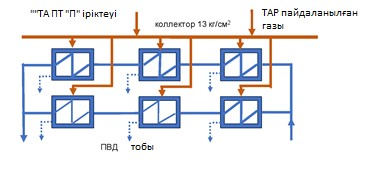 ""ТА ПТ "П" іріктеуі
коллектор 13 кг/см²
ТАР пайдаланылған
газы
ПВД тобы